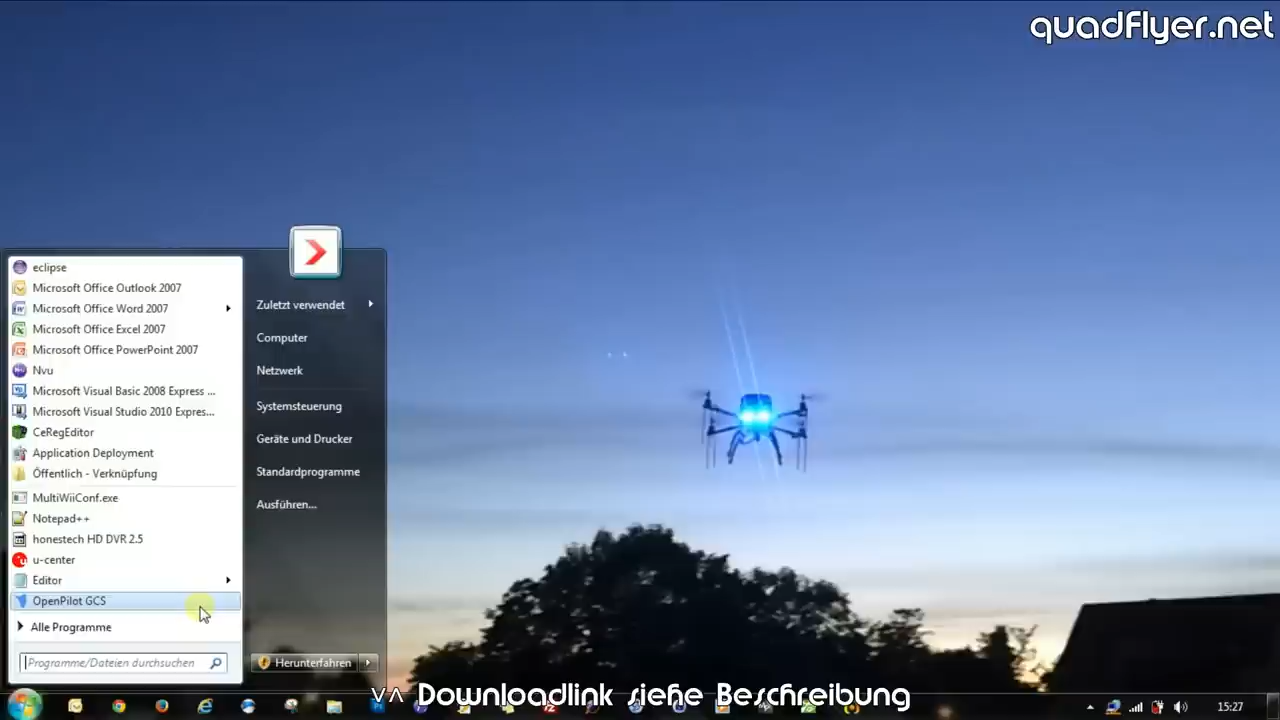 quadflyer.net
eclipse
Microsoft Office Outlook 2007
Microsoft Office Word 2007
Microsoft Office Excel 2007
Microsoft Office PowerPoint 2007
Nvu
Microsoft Visual Basic 2008 Express ...
Microsoft Visual Studio 2010 Expres...
CeRegEditor
Application Deployment
Öffentlich - Verknüpfung
MultiWiiConf.exe
Notepad++
honestech HD DVR 2.5
u-center
Editor
OpenPilot GCS
Alle Programme
Programme/Dateien durchsuchen
Zuletzt verwendet
Computer
Netzwerk
Systemsteuerung
Geräte und Drucker
Standardprogramme
Ausführen...
Herunterfahren
vv Downloadlink siehe Beschreibung
15:27